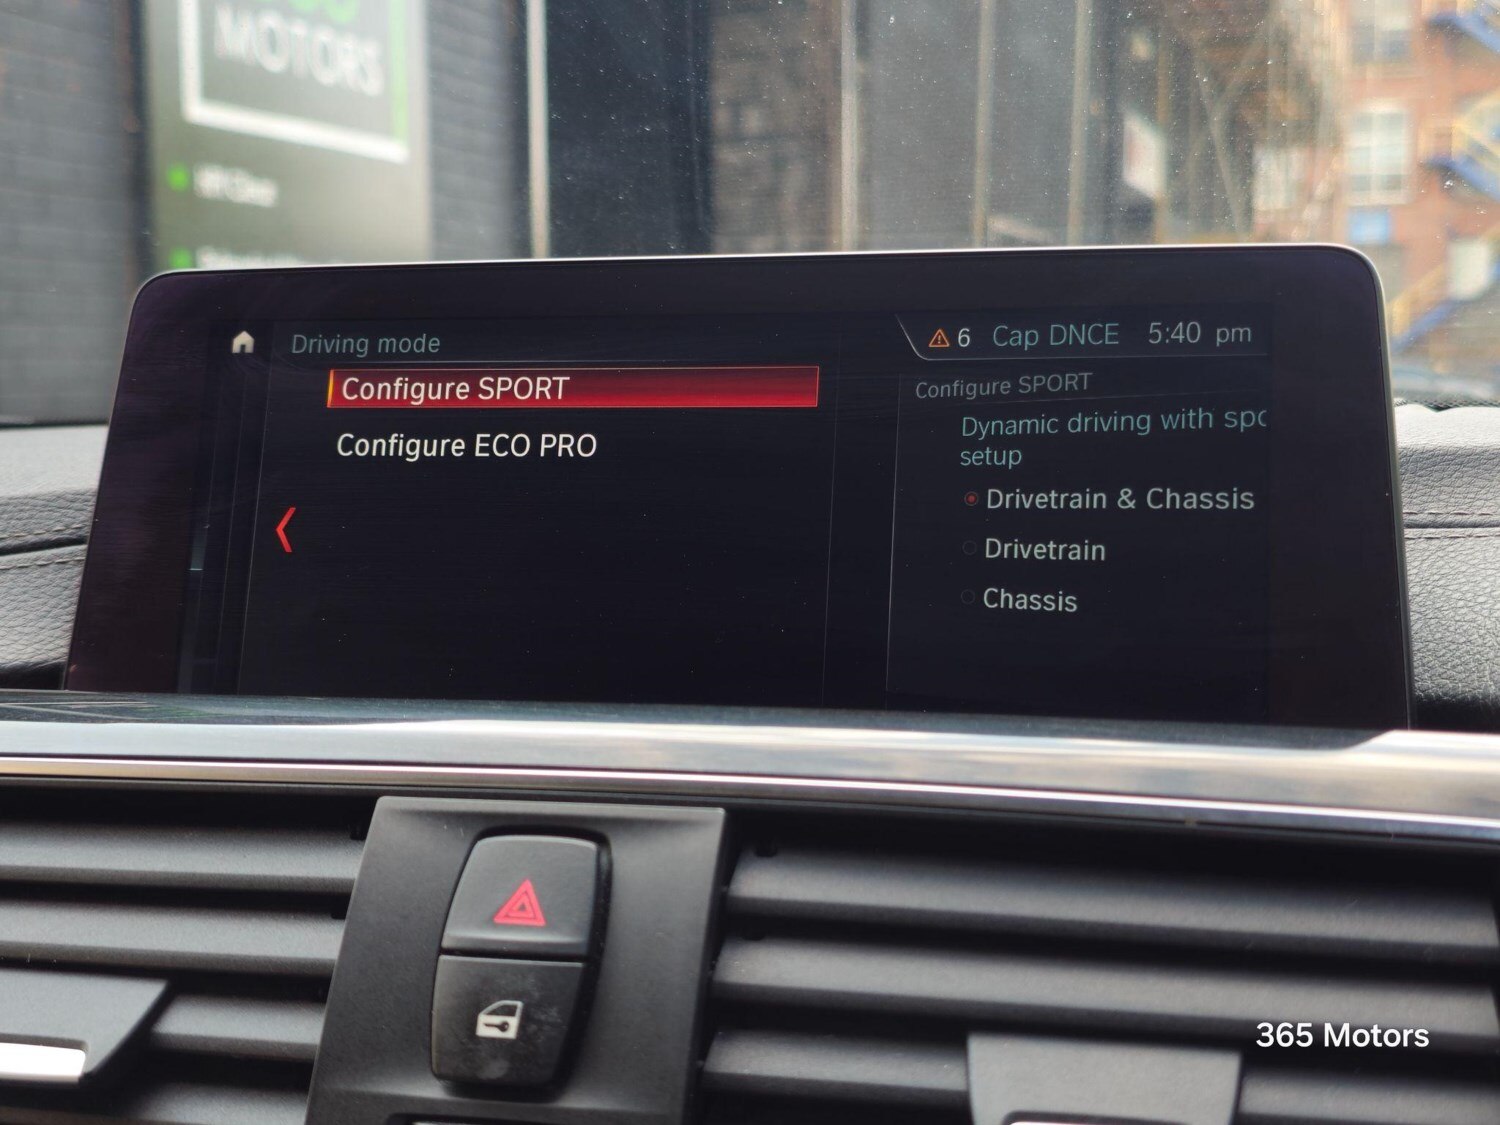 MOTORS
Driving mode
6 Cap DNCE 5:40 pm
Configure SPORT
Configure ECO PRO
Configure SPORT
Dynamic driving with spo
setup
Drivetrain & Chassis
Drivetrain
Chassis
365 Motors